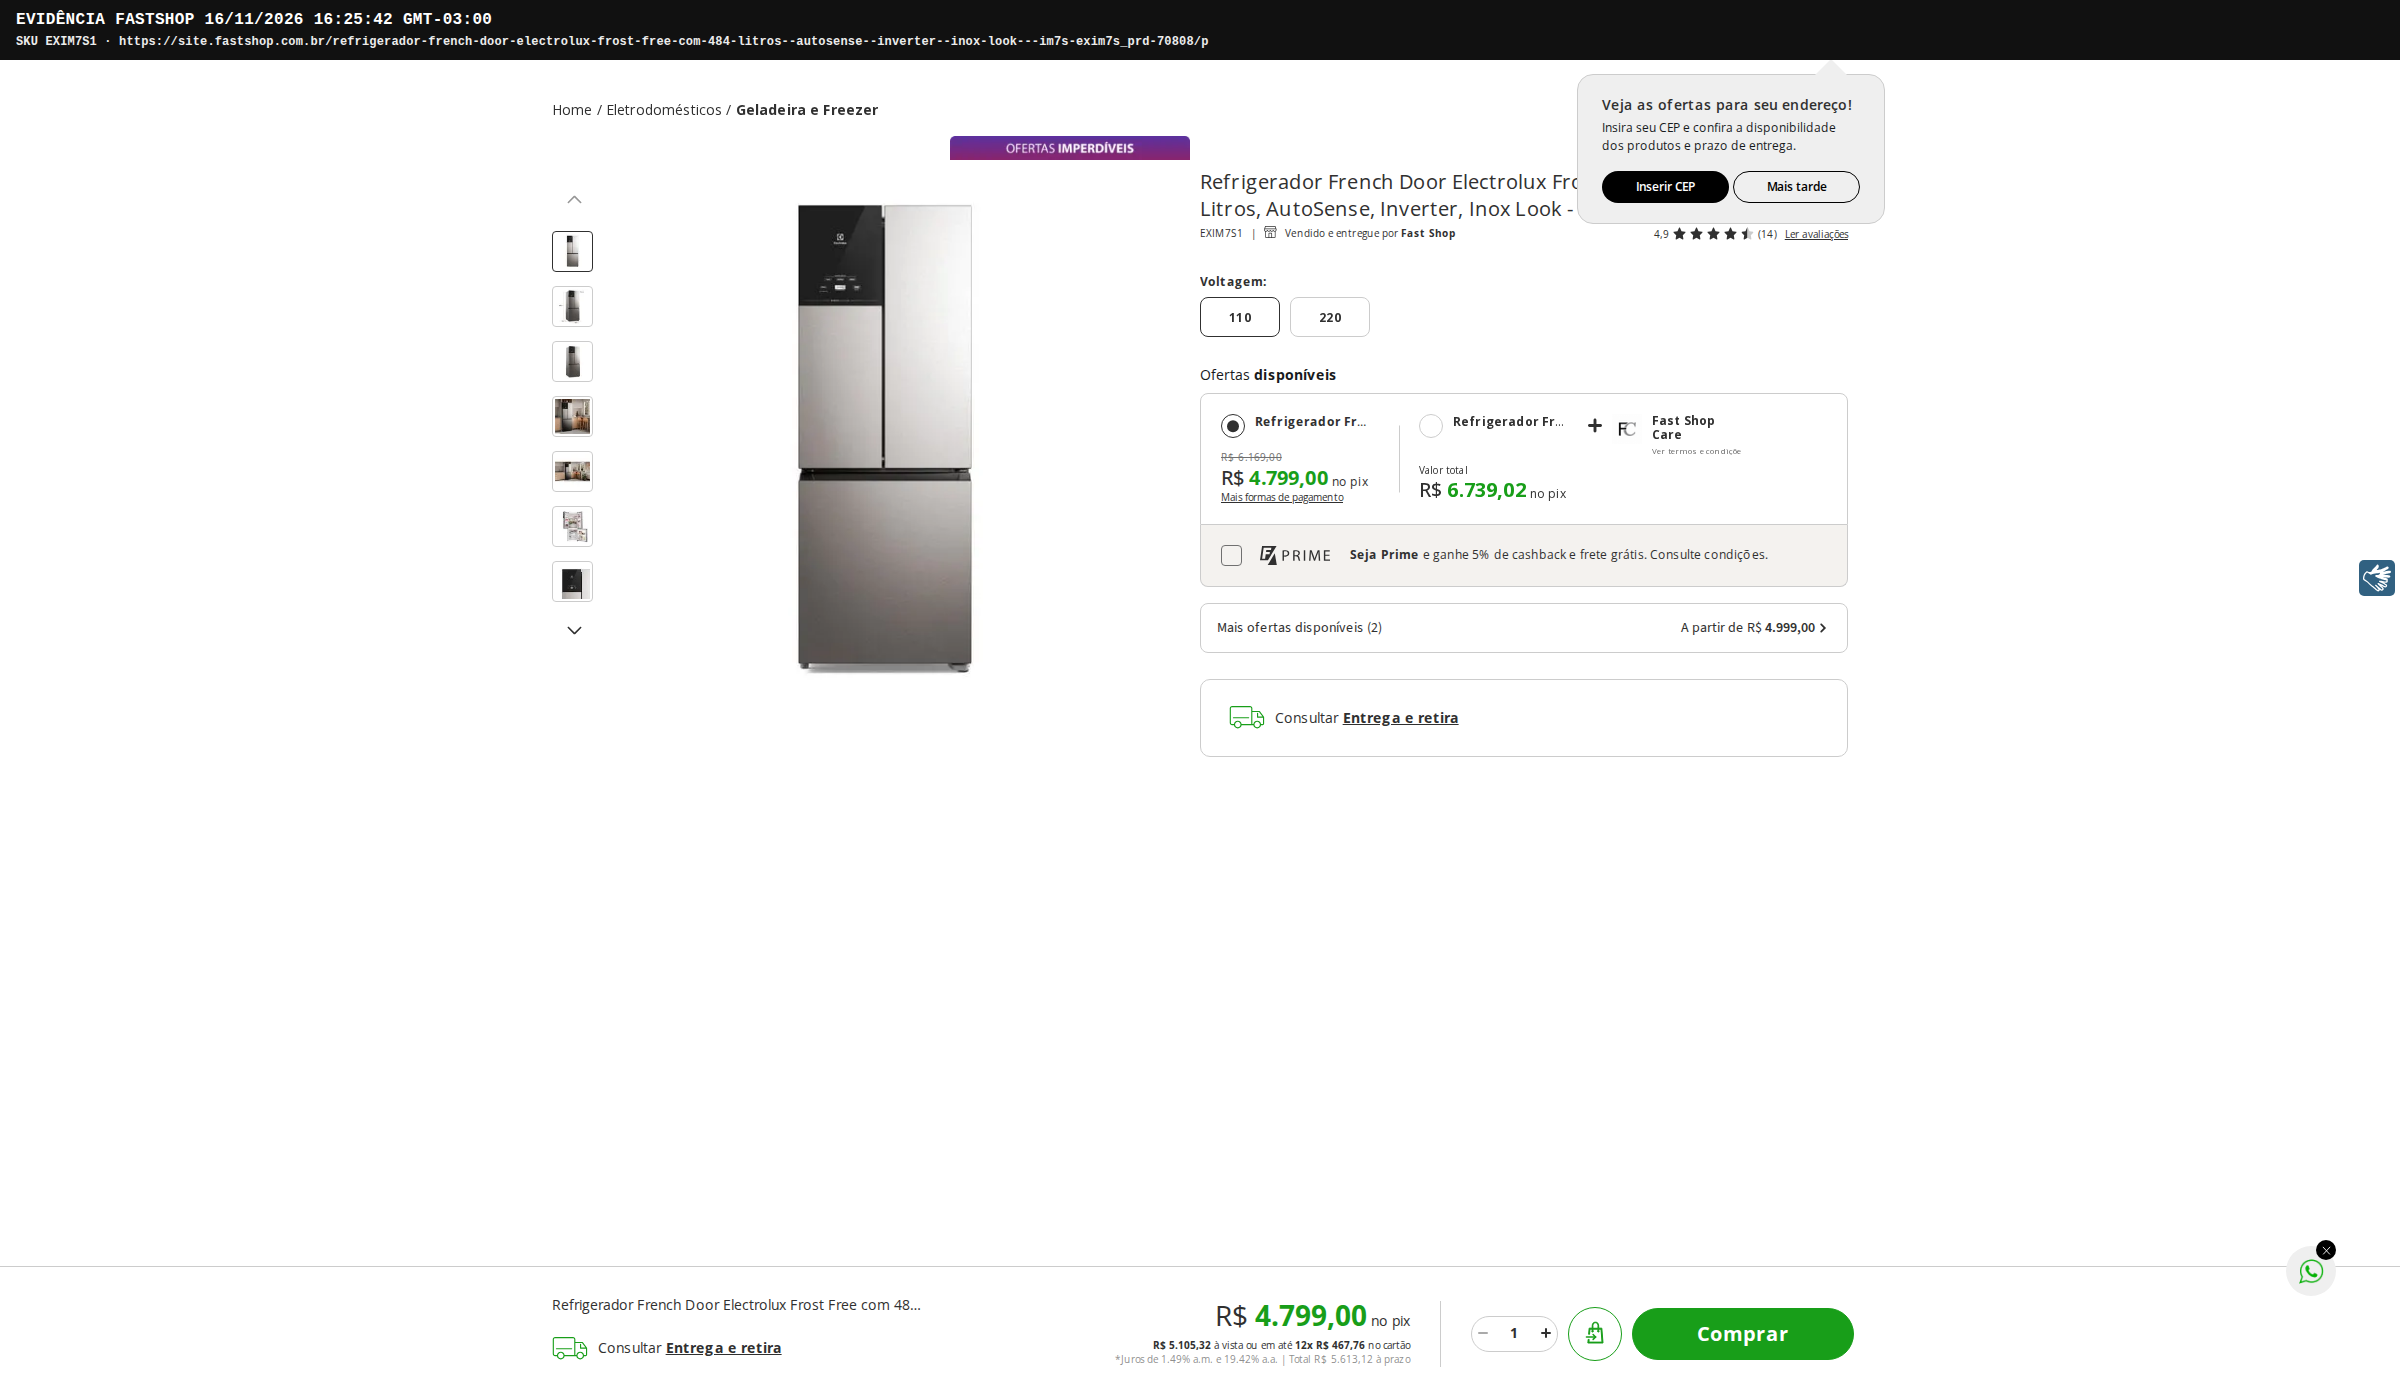 EVIDÊNCIA FASTSHOP 16/11/2026 16:25:42 GMT-03:00
SKU EXIM7S1 · https://site.fastshop.com.br/refrigerador-french-door-electrolux-frost-free-com-484-litros--autosense--inverter--inox-look---im7s-exim7s_prd-70808/p
Home / Eletrodomésticos / Geladeira e Freezer
Veja as ofertas para seu endereço!
Insira seu CEP e confira a disponibilidade
dos produtos e prazo de entrega.
Inserir CEP
Mais tarde
OFERTAS IMPERDÍVEIS
Refrigerador French Door Electrolux Fro
Litros, AutoSense, Inverter, Inox Look -
EXIM7S1 | Vendido e entregue por Fast Shop
4,9 (14) Ler avaliações
Voltagem:
110
220
Ofertas disponíveis
Refrigerador Fr...
R$ 6.169,00
R$ 4.799,00 no pix
Mais formas de pagamento
Refrigerador Fr...
+
FC
Fast Shop
Care
Ver termos e condiçõe
Valor total
R$ 6.739,02 no pix
PRIME
Seja Prime e ganhe 5% de cashback e frete grátis. Consulte condições.
Mais ofertas disponíveis (2)
A partir de R$ 4.999,00
Consultar Entrega e retira
Refrigerador French Door Electrolux Frost Free com 48...
Consultar Entrega e retira
R$ 4.799,00 no pix
R$ 5.105,32 à vista ou em até 12x R$ 467,76 no cartão
*Juros de 1.49% a.m. e 19.42% a.a. | Total R$ 5.613,12 à prazo
1
Comprar